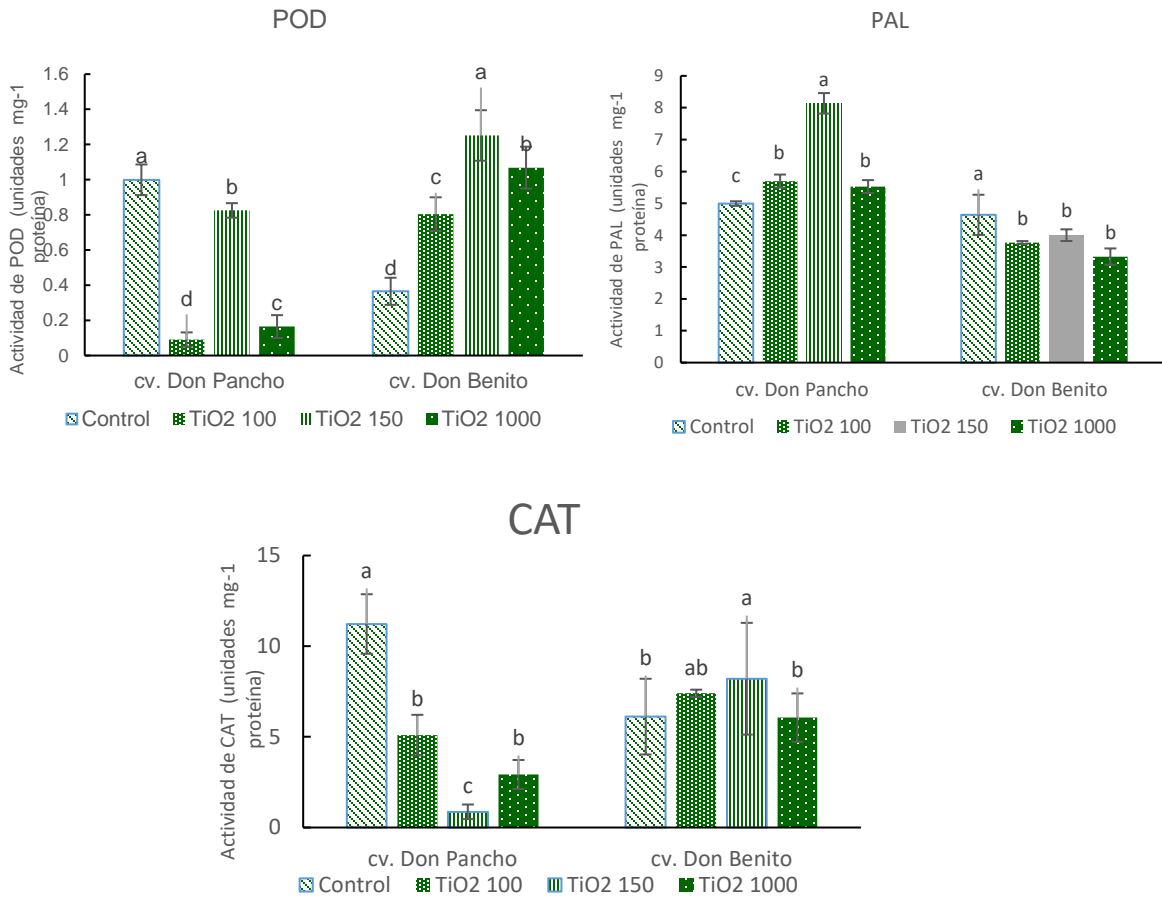 POD
Actividad de POD (unidades mg-1
proteína)
1.6
1.4
1.2
1
0.8
0.6
0.4
0.2
0
a
d
b
c
d
c
a
b
cv. Don Pancho cv. Don Benito
Control TiO2 100 TiO2 150 TiO2 1000
PAL
Actividad de PAL (unidades mg-1
proteína)
9
8
7
6
5
4
3
2
1
0
c
b
a
b
a
b
b
b
cv. Don Pancho cv. Don Benito
Control TiO2 100 TiO2 150 TiO2 1000
CAT
Actividad de CAT (unidades mg-1
proteína)
15
10
5
0
a
b
c
b
b
ab
a
b
cv. Don Pancho cv. Don Benito
Control TiO2 100 TiO2 150 TiO2 1000